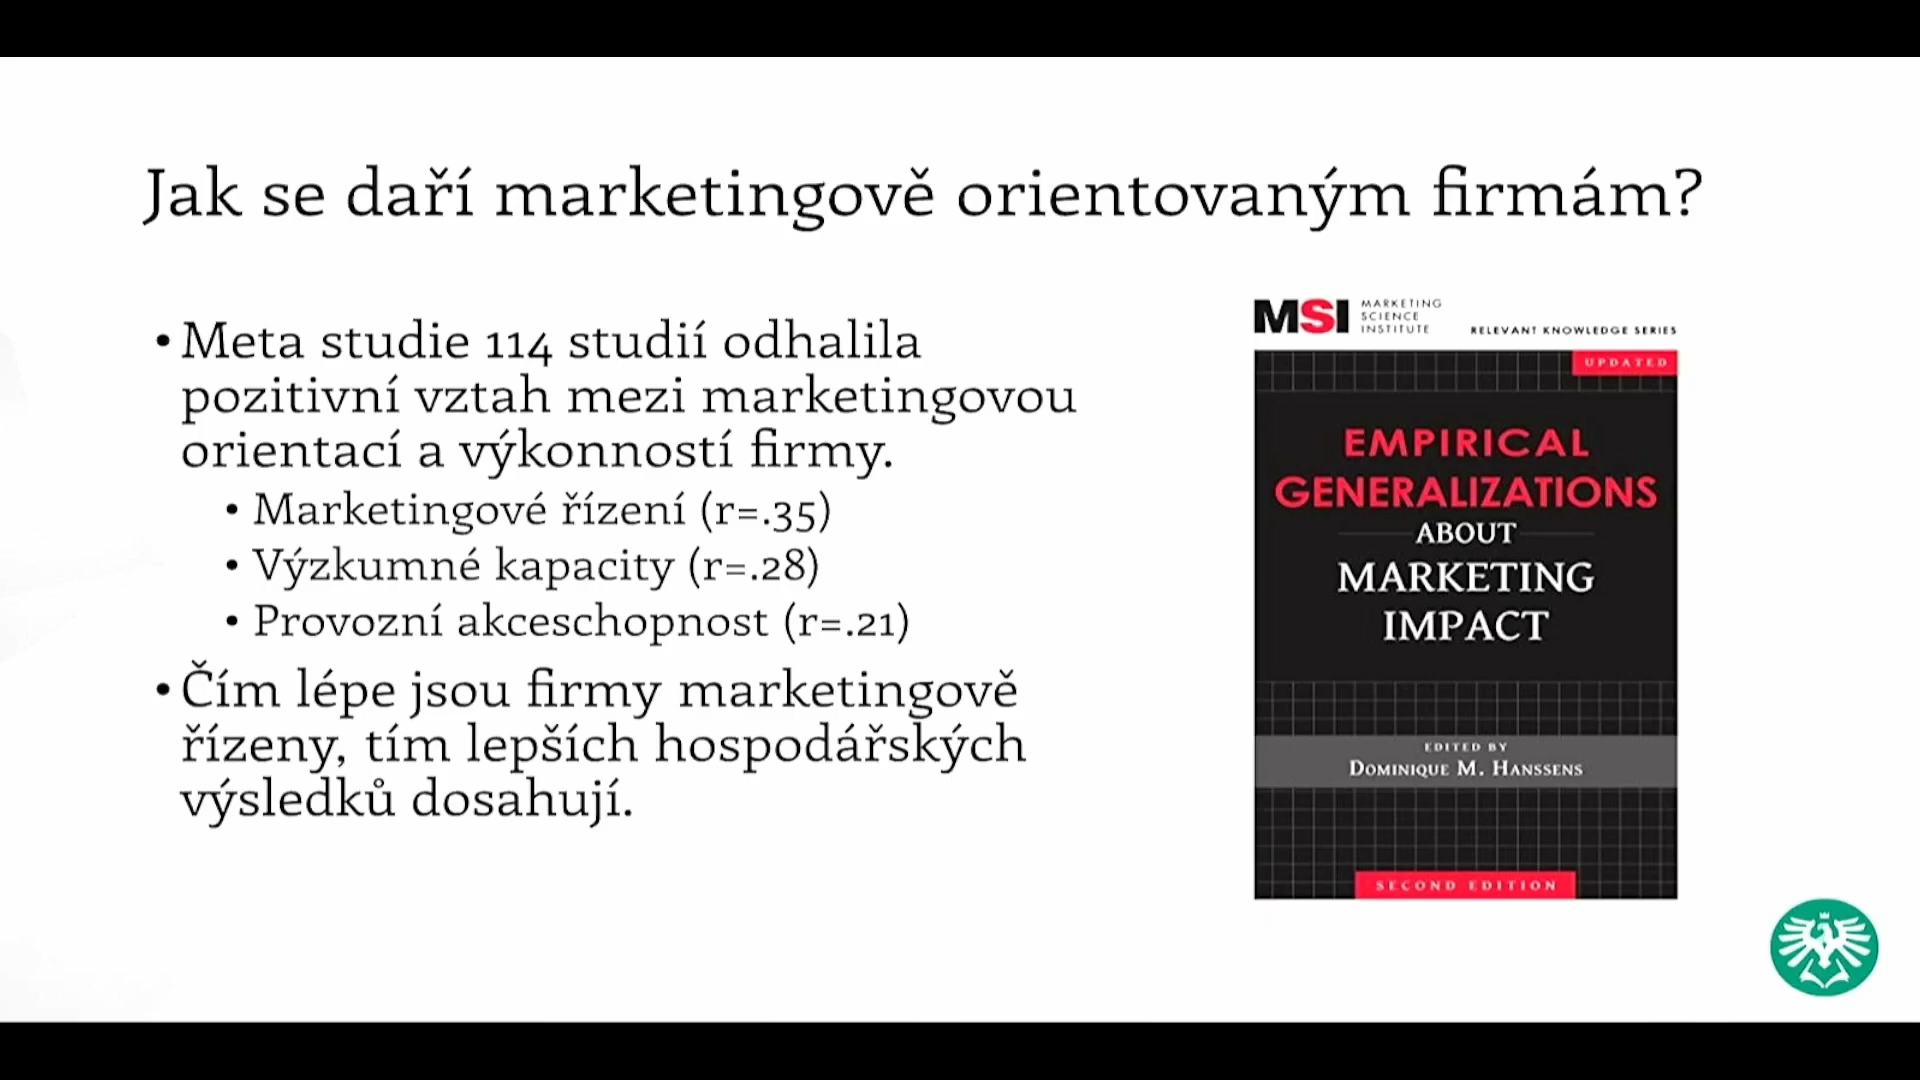 Jak se daří marketingově orientovaným firmám?
• Meta studie 114 studií odhalila
pozitivní vztah mezi marketingovou
orientací a výkonností firmy.
• Marketingové řízení (r=.35)
• Výzkumné kapacity (r=.28)
• Provozní akceschopnost (r=.21)
• Čím lépe jsou firmy marketingově
řízeny, tím lepších hospodářských
výsledků dosahují.
MSI MARKETING
SCIENCE
INSTITUTE
RELEVANT KNOWLEDGE SERIES
UPDATED
EMPIRICAL
GENERALIZATIONS
ABOUT
MARKETING
IMPACT
EDITED BY
DOMINIQUE M. HANSSENS
SECOND EDITION